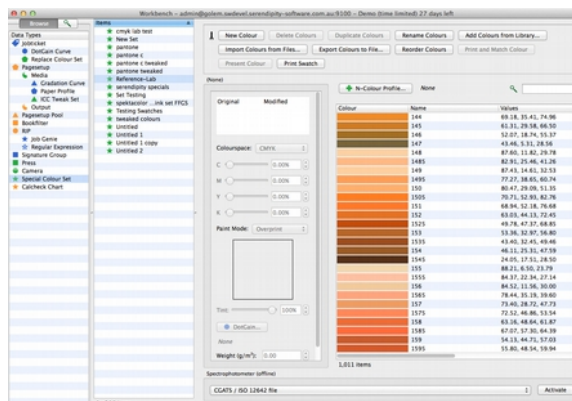 Workbench - admin@golem.swdevel.serendipity-software.com.au:9100 - Demo (time limited) 27 days left
Browse
Data Types
Jobticket
DotGain Curve
Replace Colour Set
Pagesetup
Media
Gradation Curve
Paper Profile
ICC Tweak Set
Output
Pagesetup Pool
Bookfilter
RIP
Job Genie
Regular Expression
Signature Group
Press
Camera
Special Colour Set
Calcheck Chart
Items
cmyk lab test
New Set
pantone
pantone c
pantone c tweaked
pantone tweaked
Reference-Lab
serendipity specials
Set Testing
spektacolor ...ink set FFGS
Testing Swatches
tweaked colours
Untitled
Untitled 1
Untitled 1 copy
Untitled 2
New Colour
Delete Colours
Duplicate Colours
Rename Colours
Add Colours from Library...
Import Colours from Files...
Export Colours to File...
Reorder Colours
Print and Match Colour
Present Colour
Print Swatch
(None)
Original Modified
Colourspace: CMYK
C 0.00%
M 0.00%
Y 0.00%
K 0.00%
Paint Mode: Overprint
Tint: 100%
DotGain...
None
Weight (g/m²): 0.00
N-Colour Profile... None
Colour Name Values
144 69.18, 35.41, 74.96
145 61.31, 29.58, 66.50
146 52.07, 18.74, 55.37
147 43.46, 5.31, 28.56
148 87.60, 11.82, 29.78
1485 82.91, 25.46, 41.26
149 87.43, 14.61, 32.53
1495 77.27, 38.65, 60.74
150 80.47, 29.09, 51.35
1505 70.71, 52.93, 82.76
151 68.94, 52.18, 76.68
152 63.03, 44.13, 72.45
1525 49.78, 47.37, 68.85
153 53.36, 32.97, 56.80
1535 43.40, 32.45, 49.46
154 46.11, 25.31, 47.59
1545 24.05, 17.51, 28.50
155 88.21, 6.50, 23.79
1555 84.37, 22.34, 27.14
156 84.52, 11.56, 30.00
1565 78.44, 35.19, 39.60
157 73.40, 38.72, 47.73
1575 72.52, 46.86, 53.54
158 63.16, 48.64, 61.87
1585 67.07, 57.30, 64.39
159 54.13, 44.71, 57.03
1595 55.80, 48.54, 59.94
1,011 items
Spectrophotometer (offline)
CGATS / ISO 12642 file
Activate